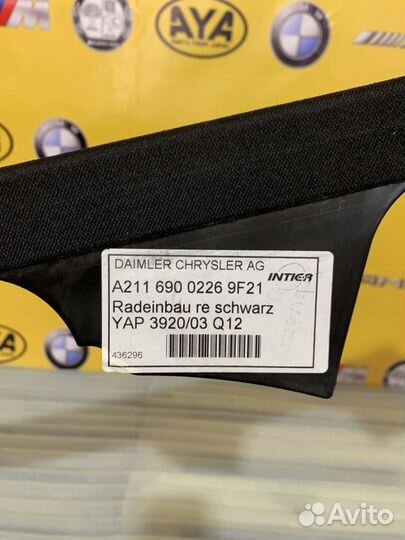 M
AYA
DAIMLER CHRYSLER AG
INTIER
A211 690 0226 9F21
Radeinbau re schwarz
YAP 3920/03 Q12
436296
Avito